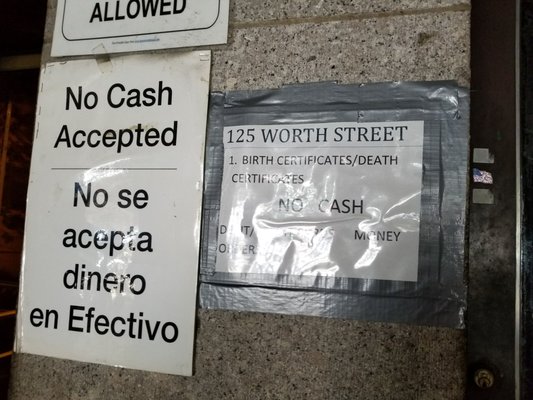 ALLOWED
No Cash
Accepted
No se
acepta
dinero
en Efectivo
125 WORTH STREET
1. BIRTH CERTIFICATES/DEATH
CERTIFICATES
NO CASH
MONEY